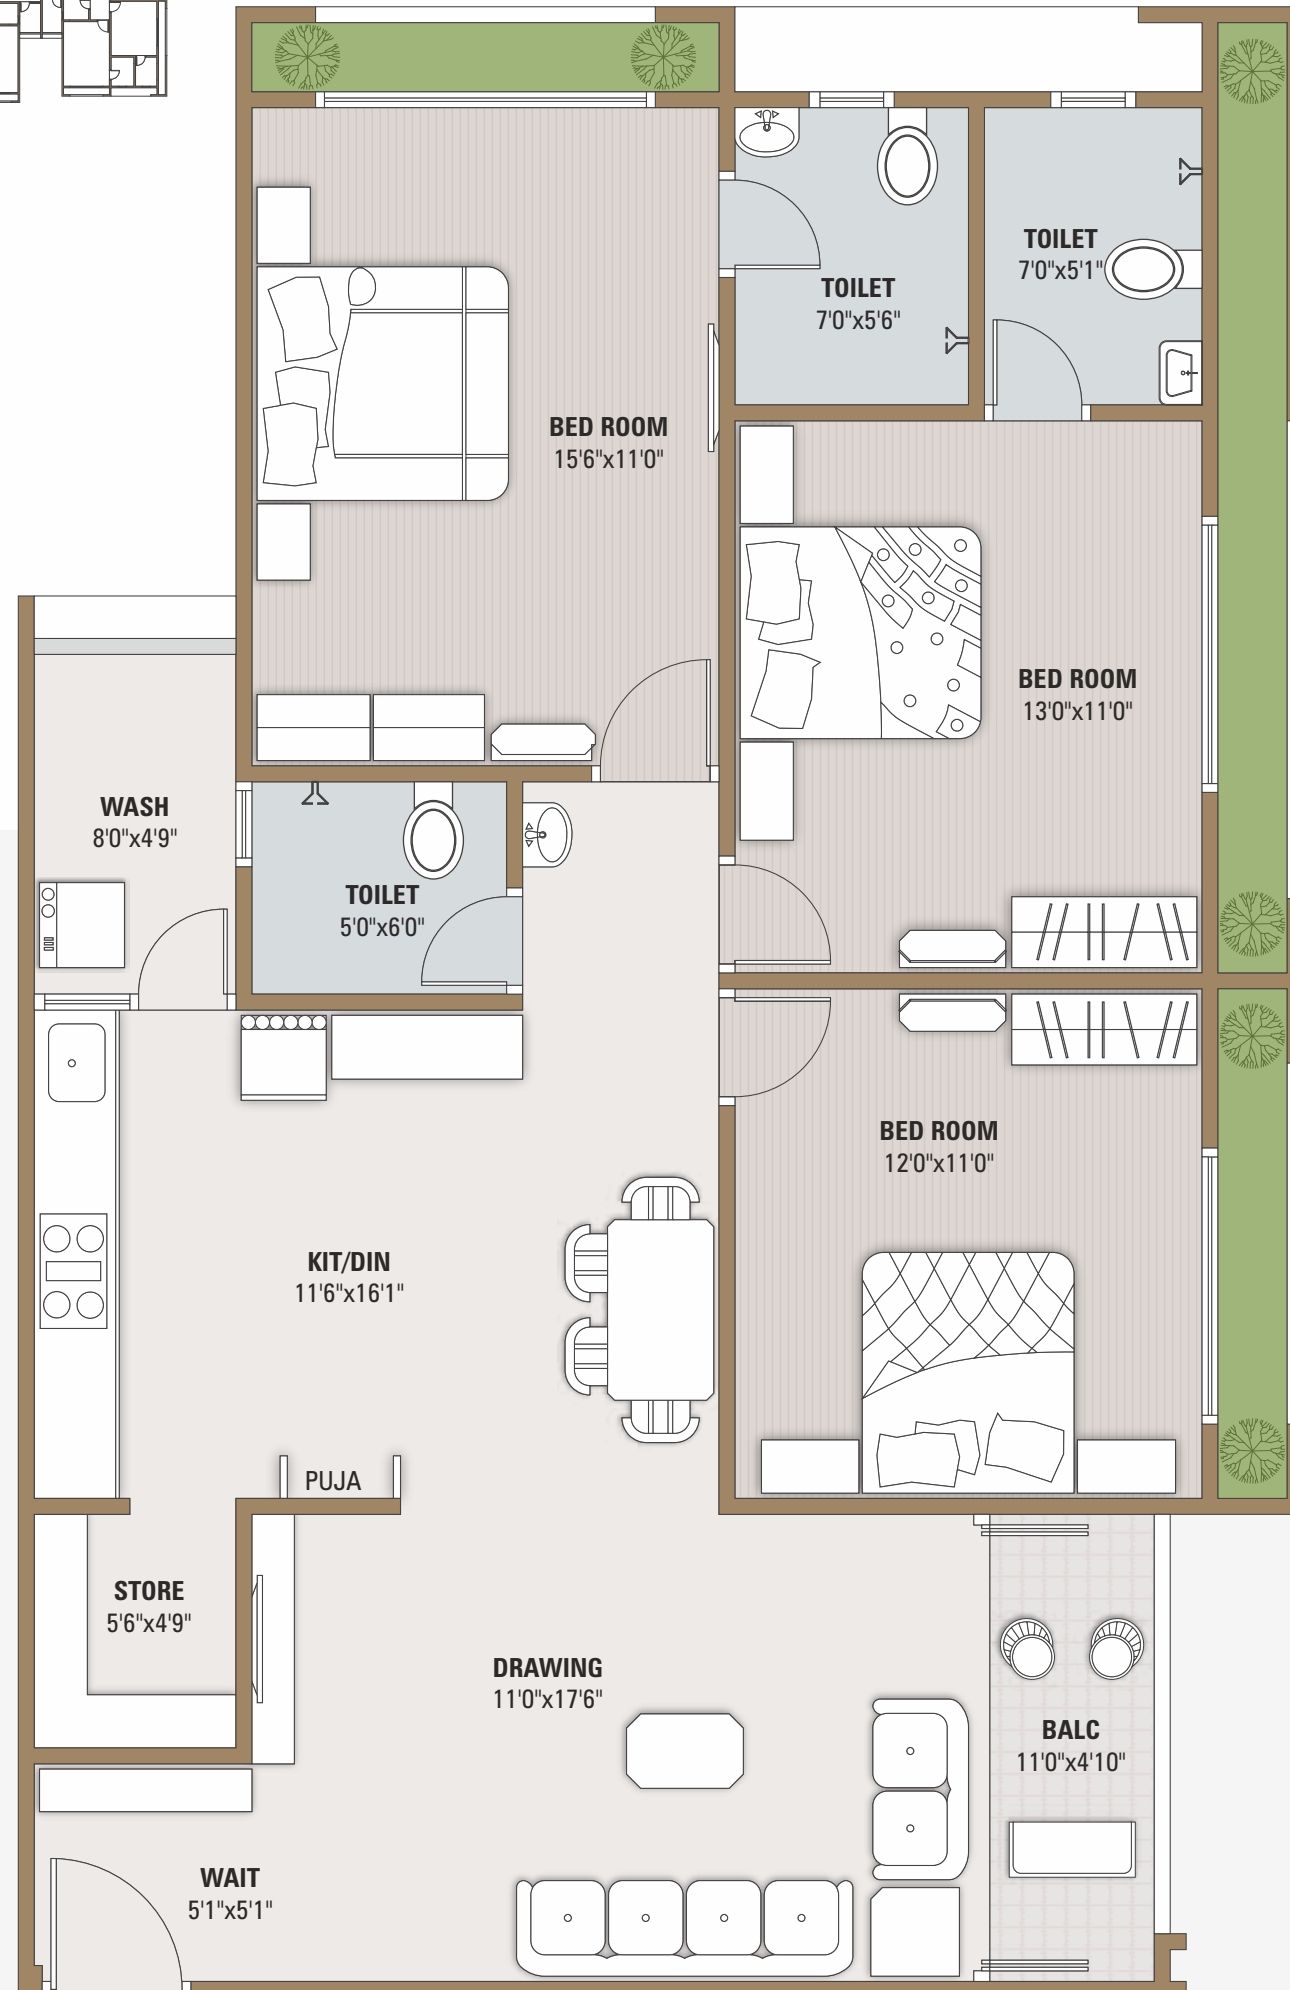 TOILET
7'0"x5'1"
TOILET
7'0"x5'6"
BED ROOM
15'6"x11'0"
BED ROOM
13'0"x11'0"
WASH
8'0"x4'9"
TOILET
5'0"x6'0"
BED ROOM
12'0"x11'0"
KIT/DIN
11'6"x16'1"
PUJA
STORE
5'6"x4'9"
DRAWING
11'0"x17'6"
BALC
11'0"x4'10"
WAIT
5'1"x5'1"